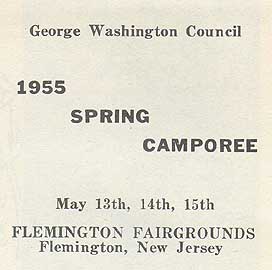 George Washington Council
1955
SPRING
CAMPOREE
May 13th, 14th, 15th
FLEMINGTON FAIRGROUNDS
Flemington, New Jersey